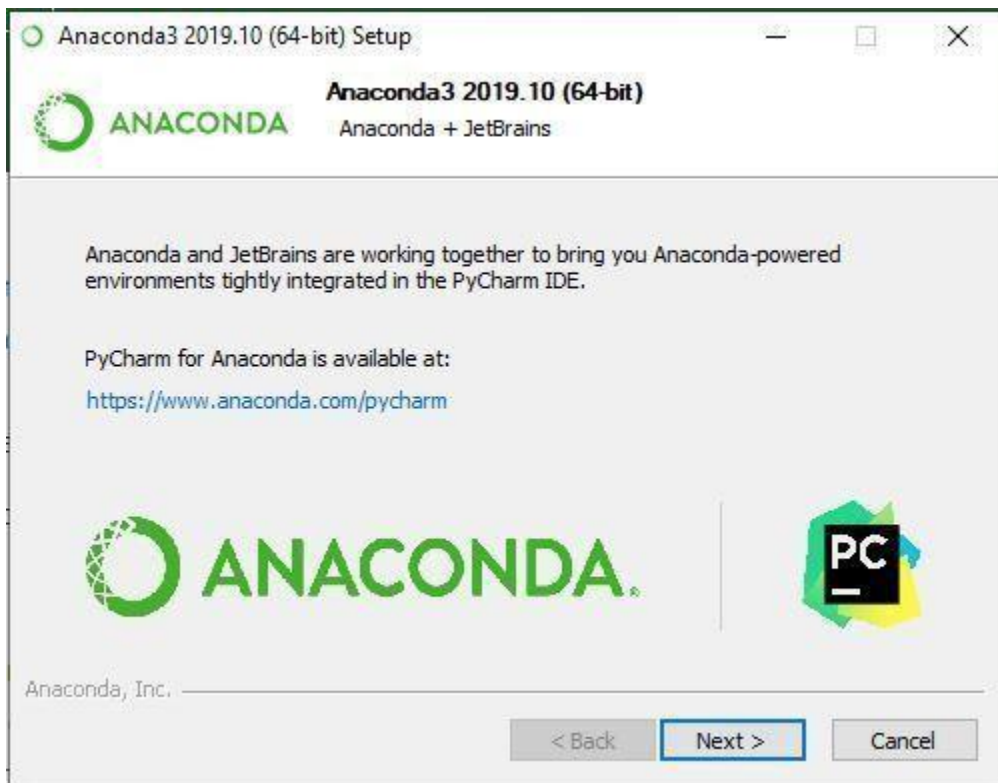 Anaconda3 2019.10 (64-bit) Setup
Anaconda3 2019.10 (64-bit)
ANACONDA
Anaconda + JetBrains
Anaconda and JetBrains are working together to bring you Anaconda-powered
environments tightly integrated in the PyCharm IDE.
PyCharm for Anaconda is available at:
https://www.anaconda.com/pycharm
ANACONDA.®
PC
Anaconda, Inc.
< Back
Next >
Cancel